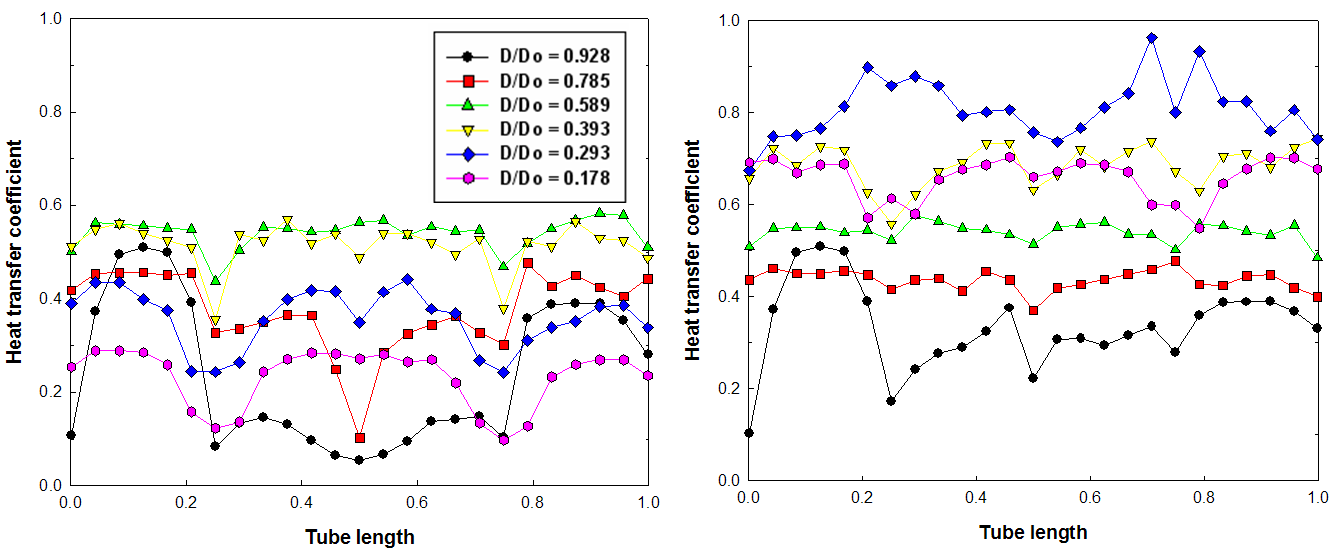 1.0
0.8
0.6
0.4
0.2
0.0
Heat transfer coefficient
D/Do = 0.928
D/Do = 0.785
D/Do = 0.589
D/Do = 0.393
D/Do = 0.293
D/Do = 0.178
0.0 0.2 0.4 0.6 0.8 1.0
Tube length
1.0
0.8
0.6
0.4
0.2
0.0
Heat transfer coefficient
0.0 0.2 0.4 0.6 0.8 1.0
Tube length